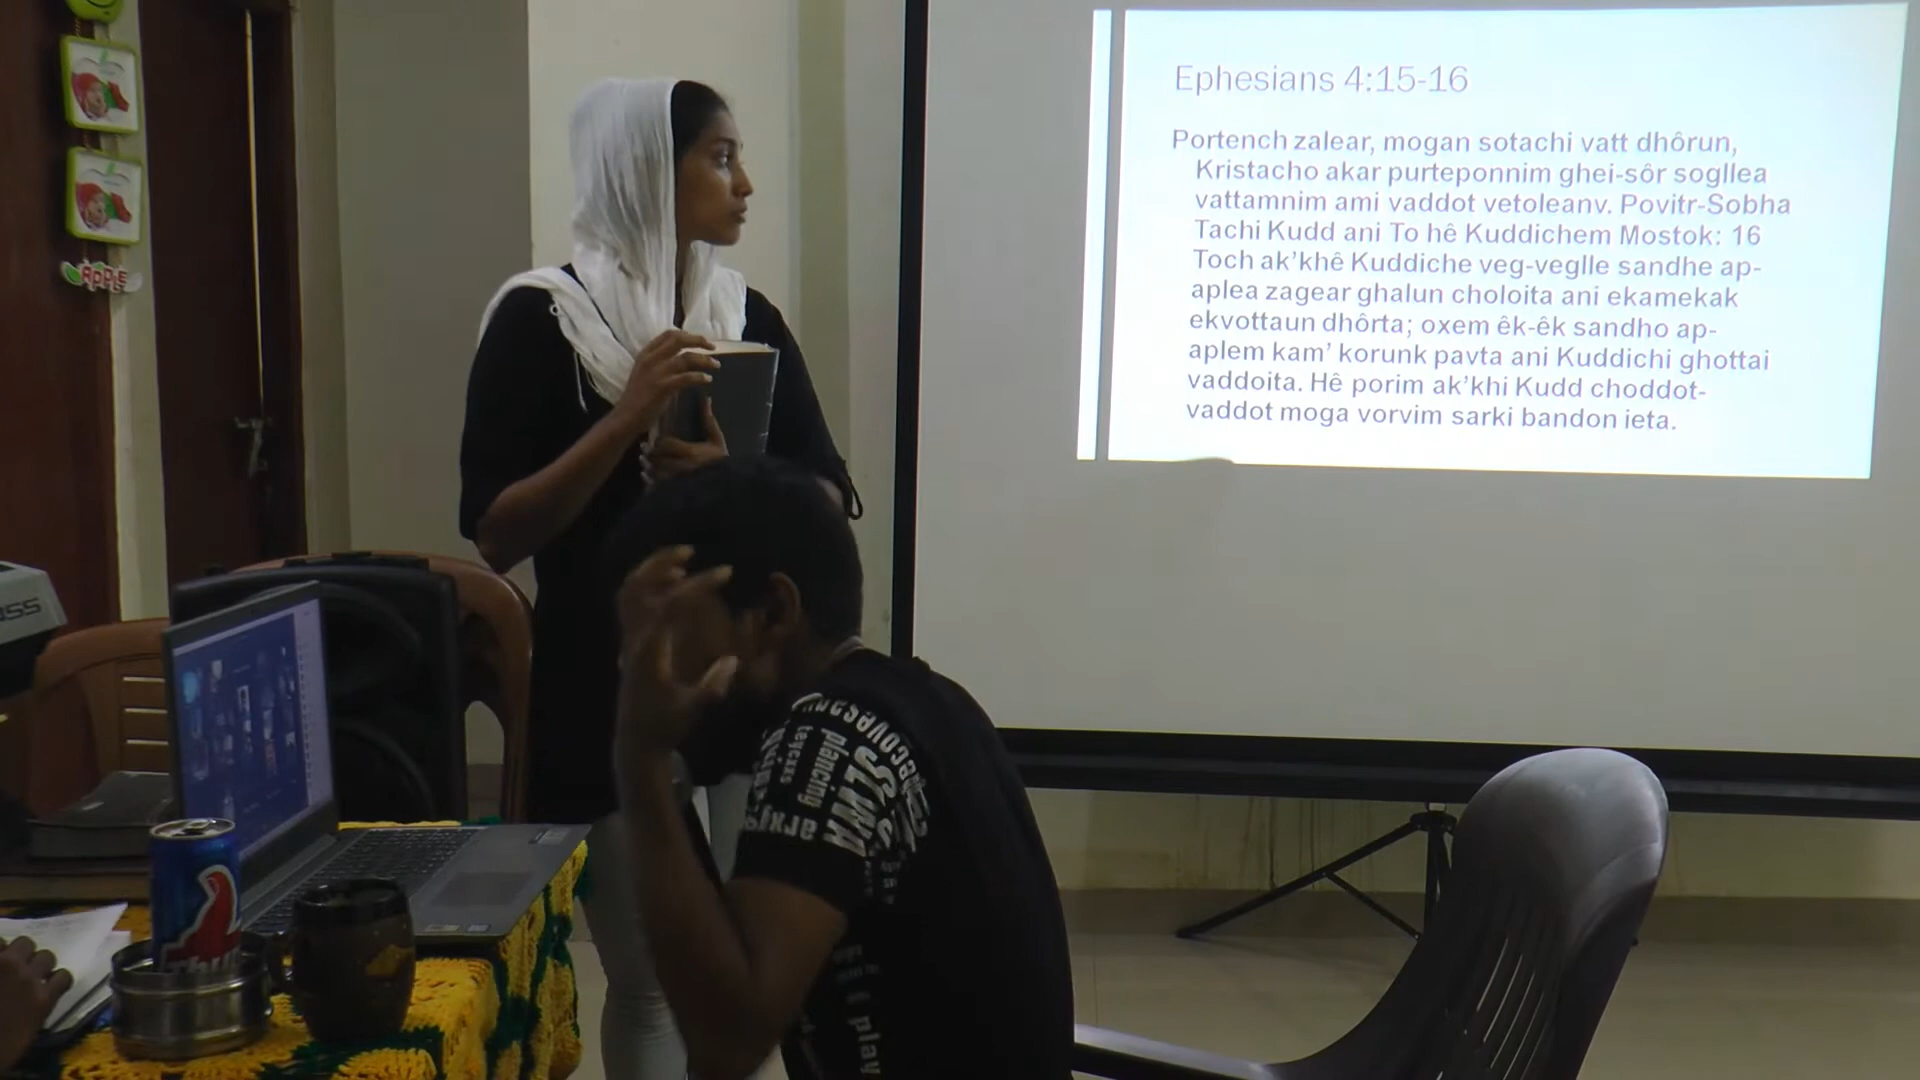 Ephesians 4:15-16
Portench zalear, mogan sotachi vatt dhôrun,
Kristacho akar purteponnim ghei-sôr sogllea
vattamnim ami vaddot vetoleanv. Povitr-Sobha
Tachi Kudd ani To hê Kuddichem Mostok: 16
Toch ak’khê Kuddiche veg-veglle sandhe ap-
aplea zagear ghalun choloita ani ekamekak
ekvottaun dhôrta; oxem êk-êk sandho ap-
aplem kam’ korunk pavta ani Kuddichi ghottai
vaddoita. Hê porim ak’khi Kudd choddot-
vaddot moga vorvim sarki bandon ieta.
APPLE
plancing
play